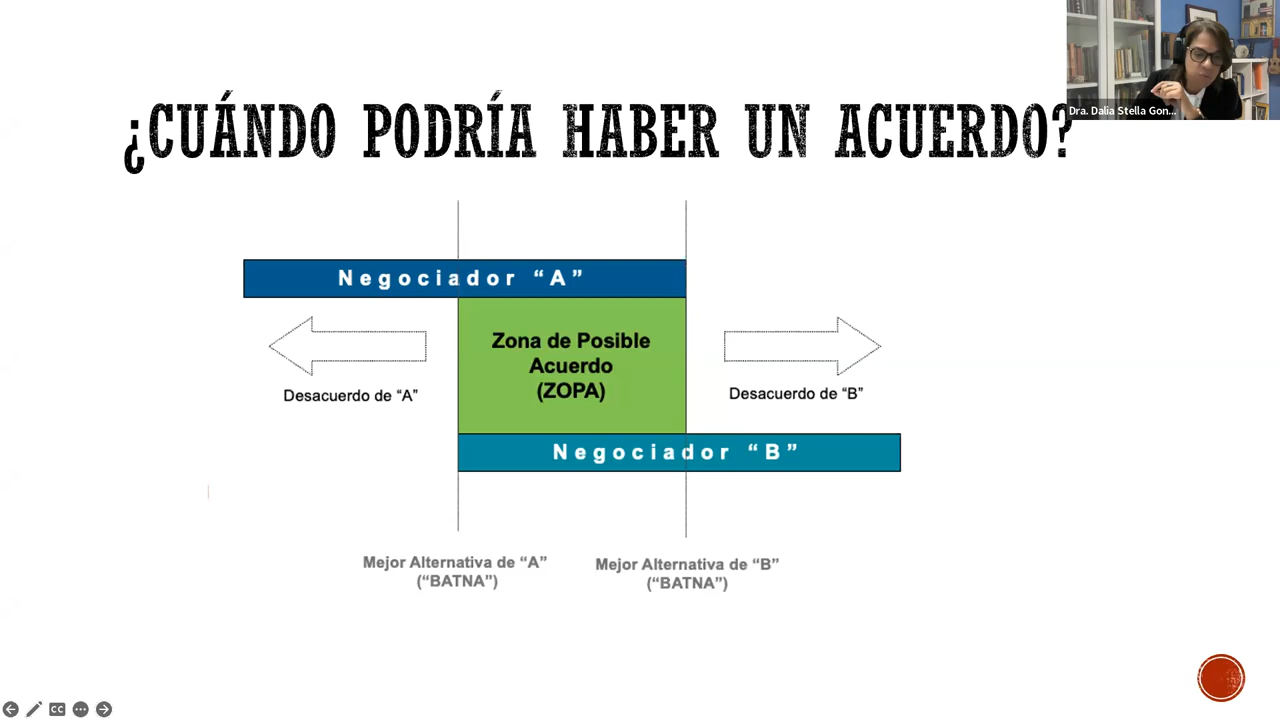 Dra. Dalia Stella Gon...
¿CUÁNDO PODRÍA HABER UN ACUERDO?
Negociador “A”
Zona de Posible
Acuerdo
(ZOPA)
Desacuerdo de “A”
Desacuerdo de “B”
Negociador “B”
Mejor Alternativa de “A”
(“BATNA”)
Mejor Alternativa de “B”
(“BATNA”)
CC